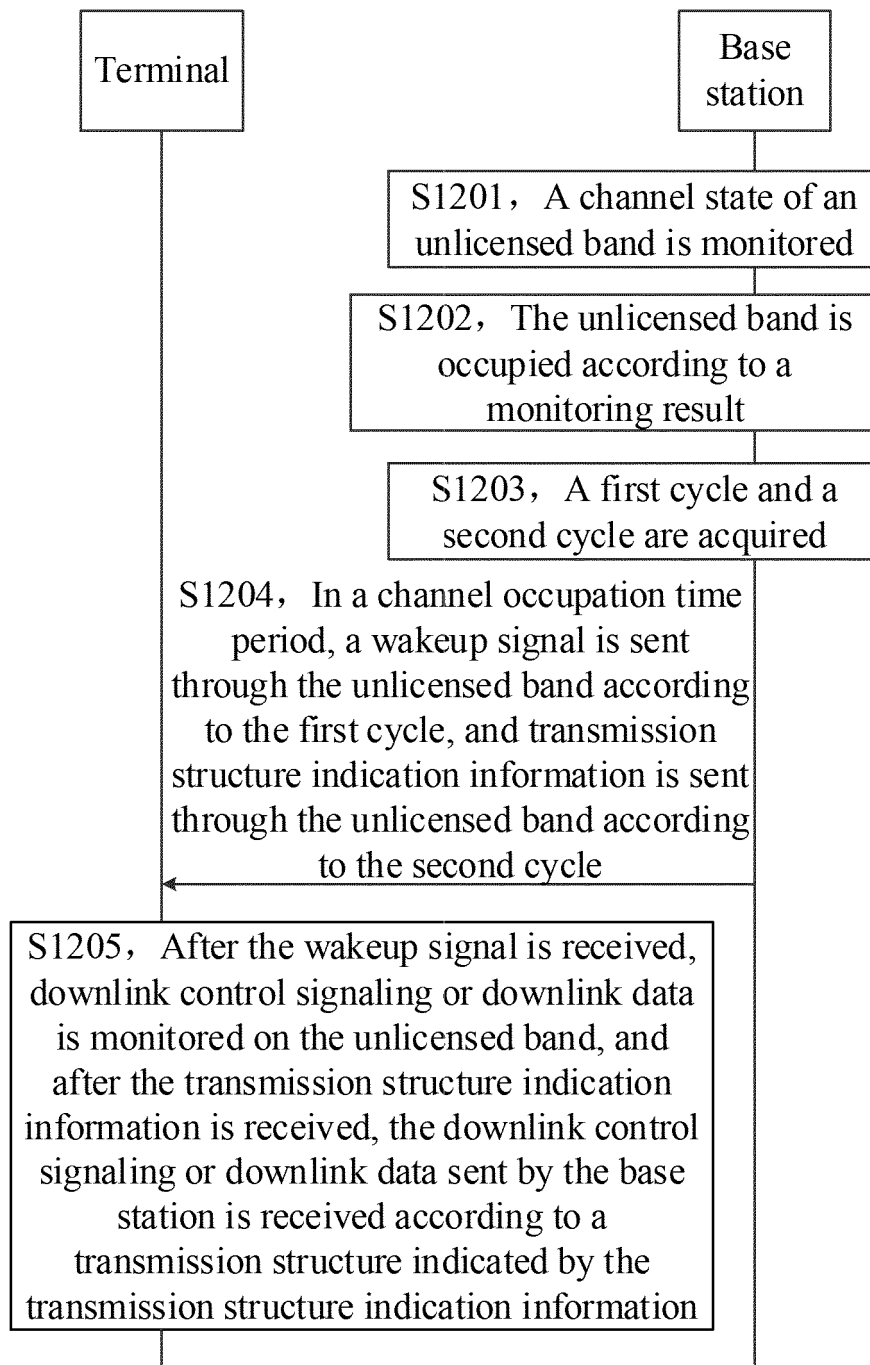 Terminal
Base
station
S1201，A channel state of an
unlicensed band is monitored
S1202，The unlicensed band is
occupied according to a
monitoring result
S1203，A first cycle and a
second cycle are acquired
S1204，In a channel occupation time
period, a wakeup signal is sent
through the unlicensed band according
to the first cycle, and transmission
structure indication information is sent
through the unlicensed band according
to the second cycle
S1205，After the wakeup signal is received,
downlink control signaling or downlink data
is monitored on the unlicensed band, and
after the transmission structure indication
information is received, the downlink control
signaling or downlink data sent by the base
station is received according to a
transmission structure indicated by the
transmission structure indication information